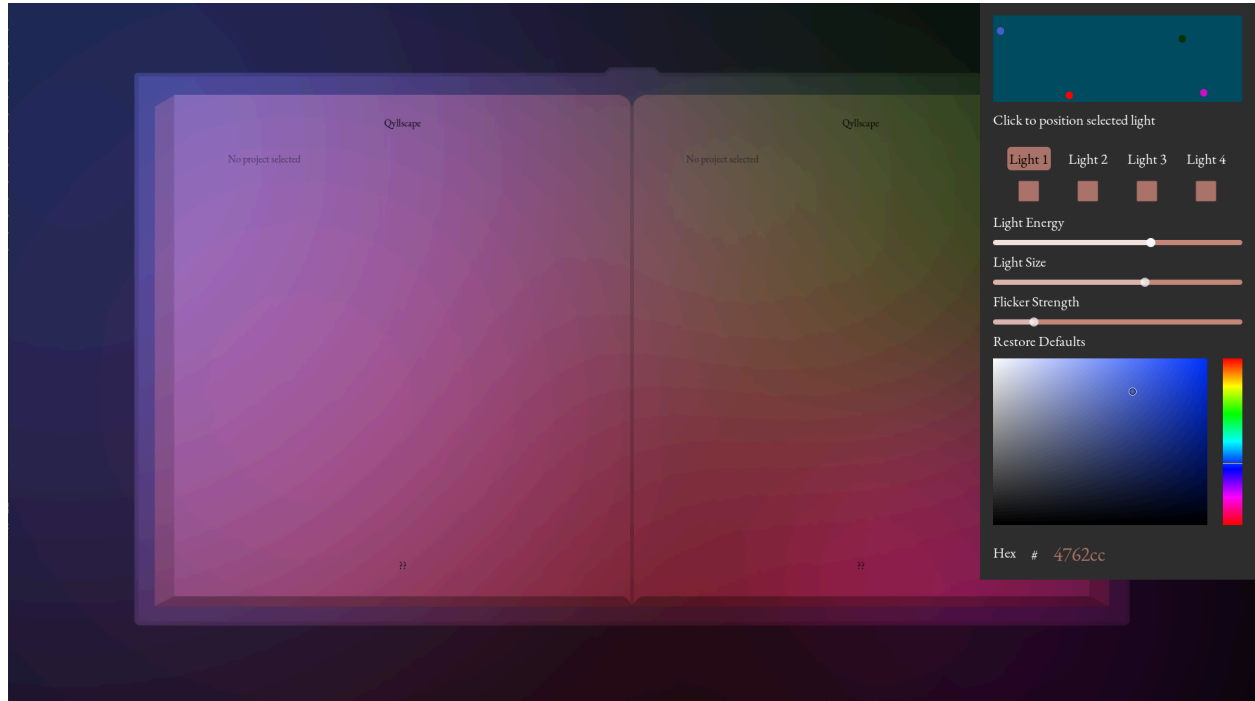 Qyllscape
No project selected
??
Qyllscape
No project selected
??
Click to position selected light
Light 1 Light 2 Light 3 Light 4
Light Energy
Light Size
Flicker Strength
Restore Defaults
Hex # 4762cc